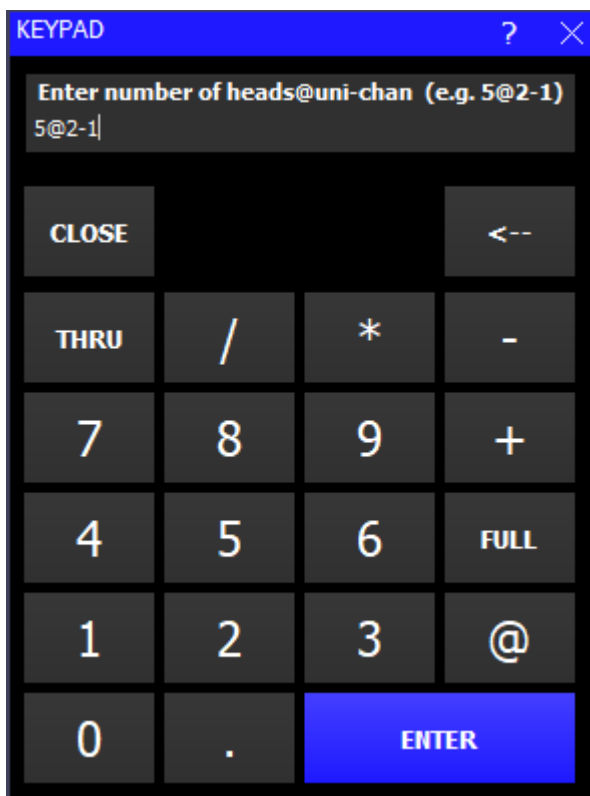 KEYPAD ? ×
Enter number of heads@uni-chan (e.g. 5@2-1)
5@2-1
CLOSE <--
THRU / * -
7 8 9 +
4 5 6 FULL
1 2 3 @
0 . ENTER